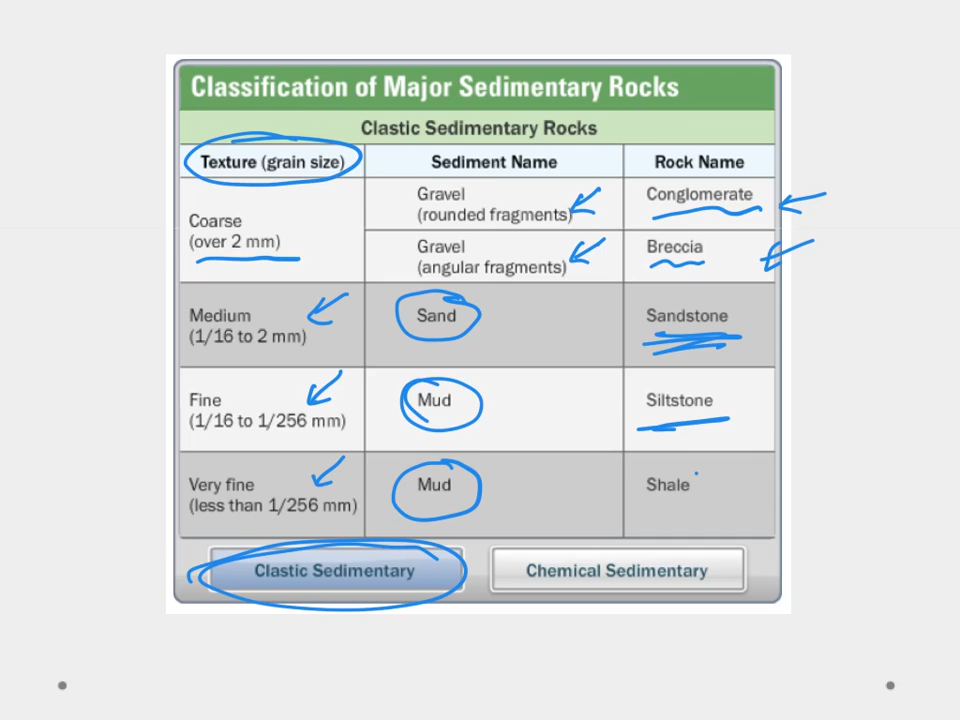 Classification of Major Sedimentary Rocks
Clastic Sedimentary Rocks
Texture (grain size) Sediment Name Rock Name
Coarse
(over 2 mm)
Gravel
(rounded fragments)
Conglomerate
Gravel
(angular fragments)
Breccia
Medium
(1/16 to 2 mm)
Sand
Sandstone
Fine
(1/16 to 1/256 mm)
Mud
Siltstone
Very fine
(less than 1/256 mm)
Mud
Shale
Clastic Sedimentary Chemical Sedimentary